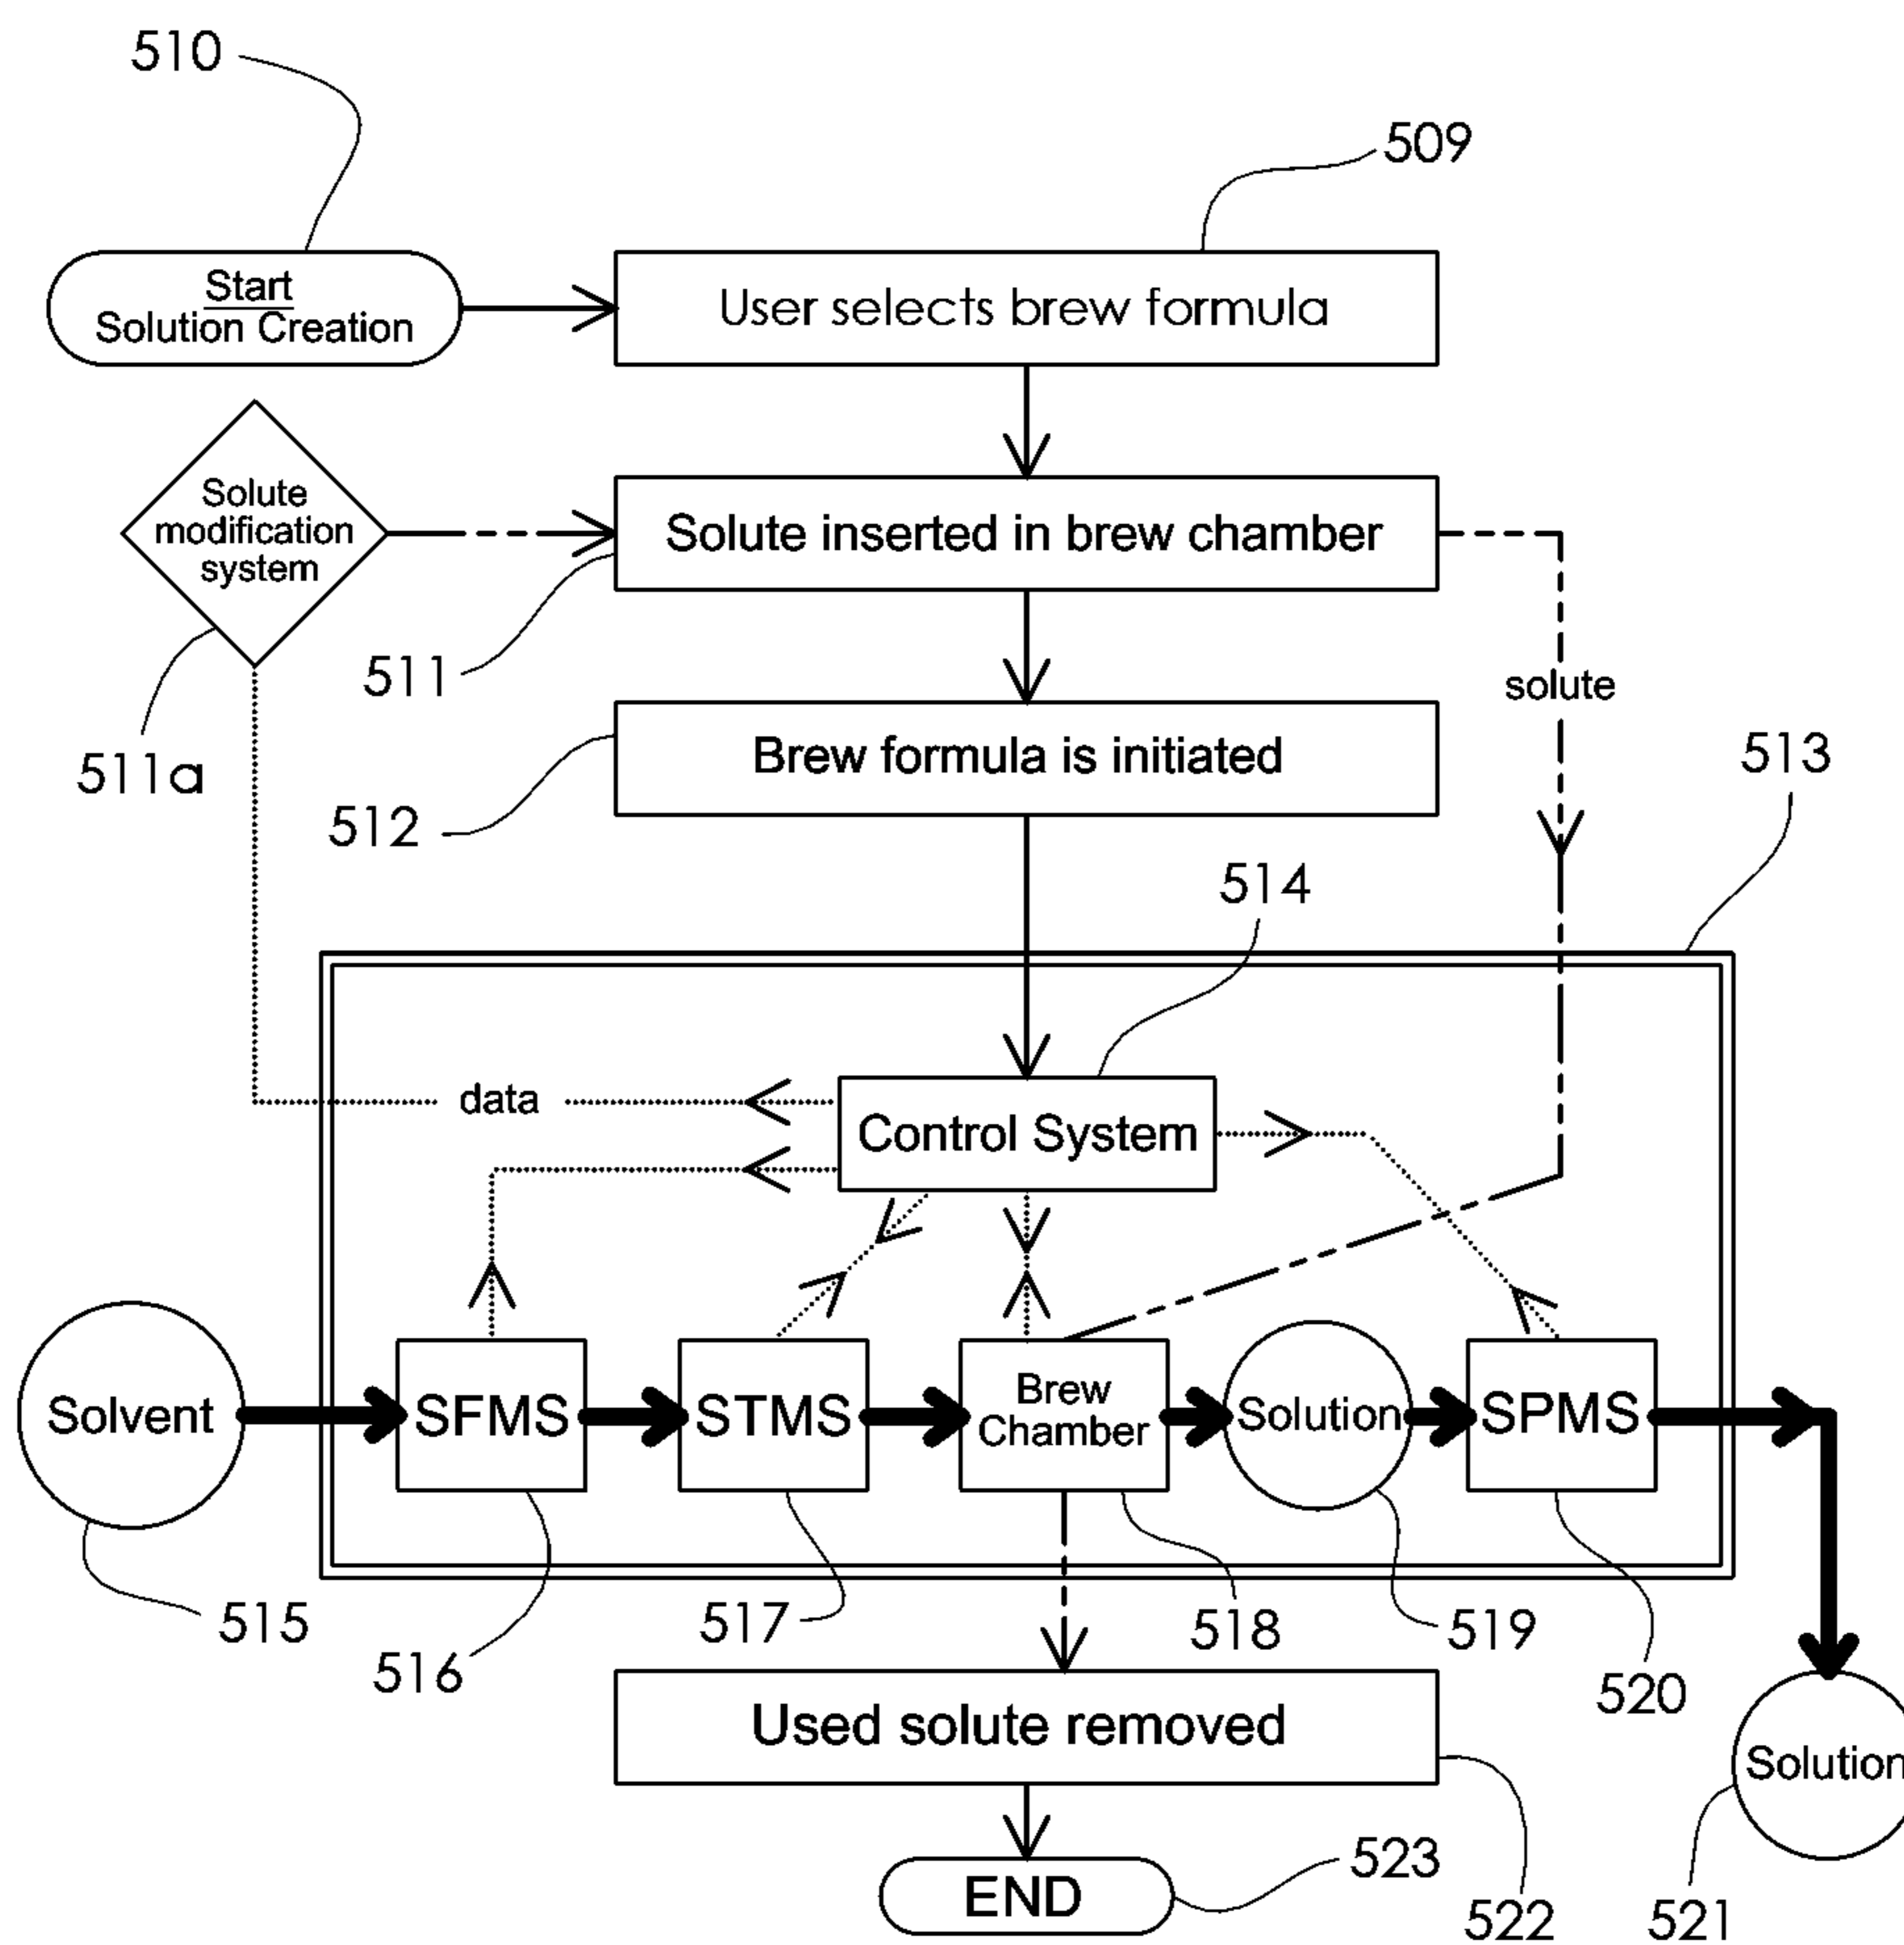 510
509
Start
Solution Creation
User selects brew formula
Solute
modification
system
Solute inserted in brew chamber
511
solute
511a
Brew formula is initiated
512
513
514
data
Control System
Solvent
SFMS
STMS
Brew
Chamber
Solution
SPMS
515
516
517
518
519
520
Used solute removed
Solution
END
523
522
521